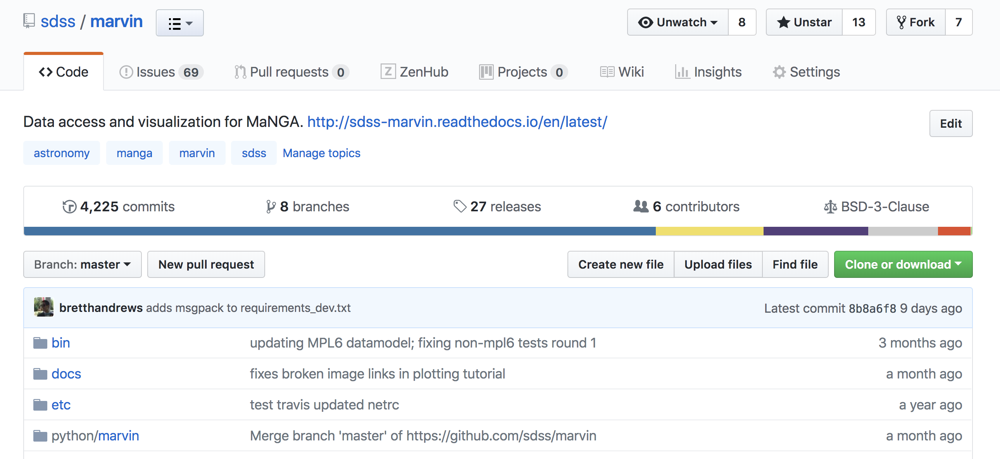 sdss / marvin
Unwatch 8 Unstar 13 Fork 7
Code Issues 69 Pull requests 0 Z ZenHub Projects 0 Wiki Insights Settings
Data access and visualization for MaNGA. http://sdss-marvin.readthedocs.io/en/latest/ Edit
astronomy manga marvin sdss Manage topics
4,225 commits 8 branches 27 releases 6 contributors BSD-3-Clause
Branch: master New pull request Create new file Upload files Find file Clone or download
bretthandrews adds msgpack to requirements_dev.txt Latest commit 8b8a6f8 9 days ago
bin updating MPL6 datamodel; fixing non-mpl6 tests round 1 3 months ago
docs fixes broken image links in plotting tutorial a month ago
etc test travis updated netrc a year ago
python/marvin Merge branch 'master' of https://github.com/sdss/marvin a month ago